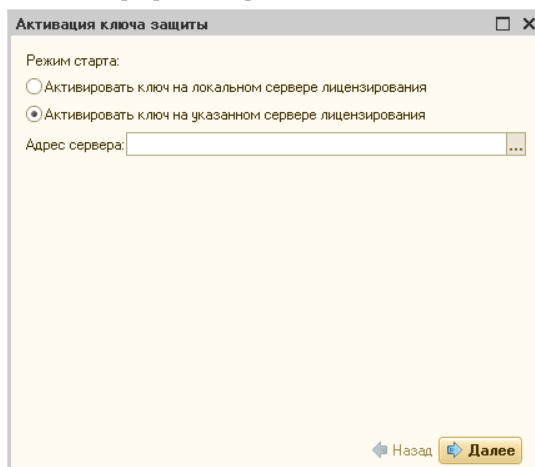 Активация ключа защиты
Режим старта:
Активировать ключ на локальном сервере лицензирования
Активировать ключ на указанном сервере лицензирования
Адрес сервера:
...
Назад Далее